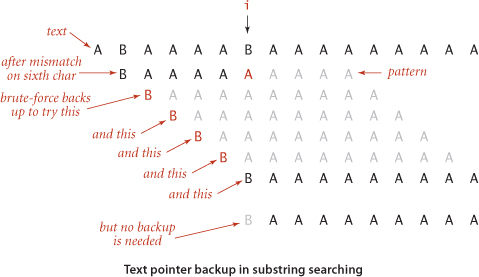 i
text
A B A A A A B A A A A A A A A A
after mismatch
on sixth char
B A A A A A A A A A
pattern
brute-force backs
up to try this
B A A A A A A A A A
and this
B A A A A A A A A A
and this
B A A A A A A A A A
and this
B A A A A A A A A A
and this
B A A A A A A A A A
but no backup
is needed
B A A A A A A A A A
Text pointer backup in substring searching